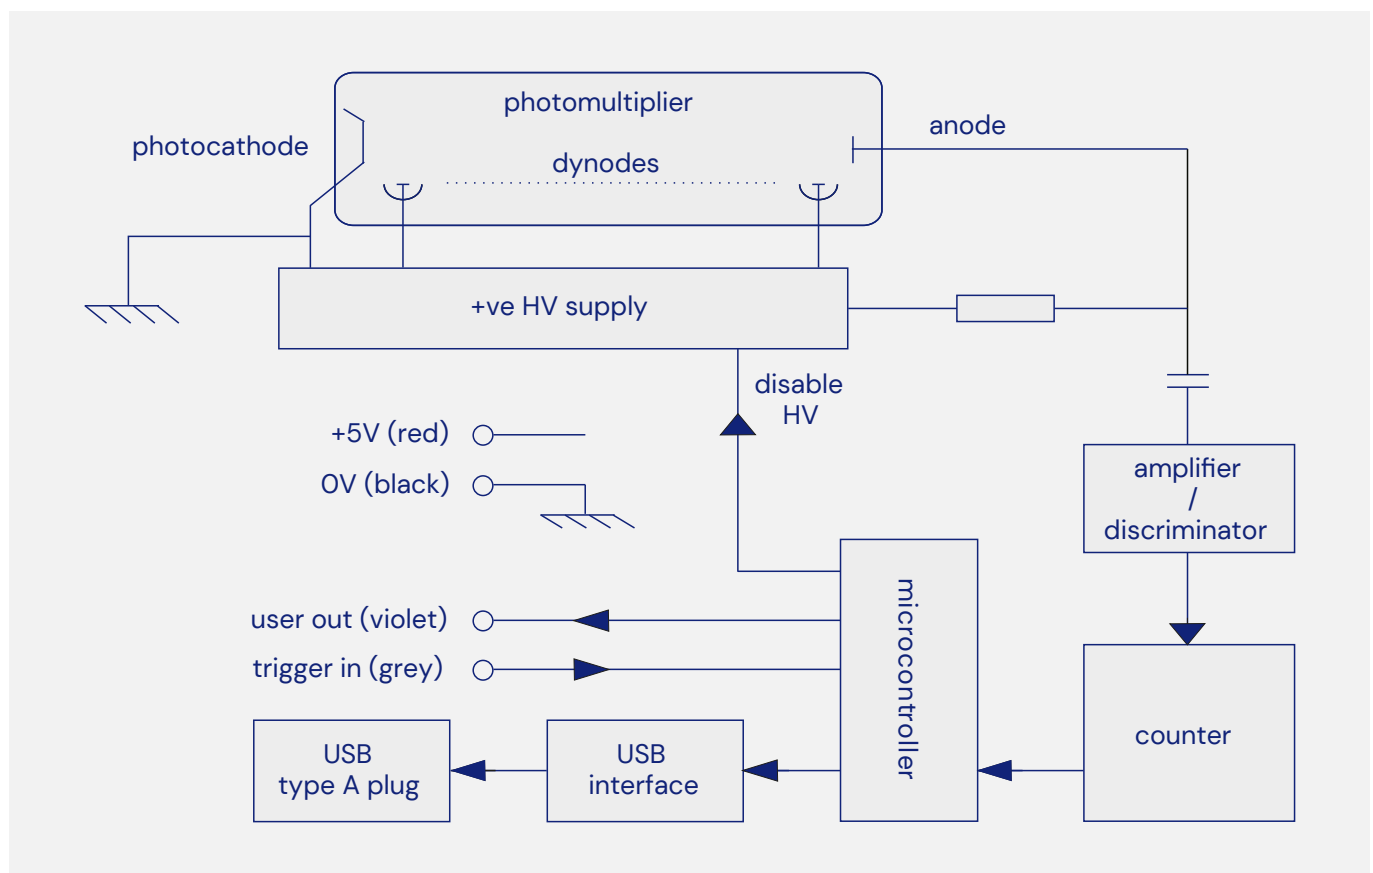 photomultiplier
anode
photocathode
dynodes
+ve HV supply
disable
HV
+5V (red)
0V (black)
amplifier
/
discriminator
microcontroller
user out (violet)
trigger in (grey)
counter
USB
type A plug
USB
interface